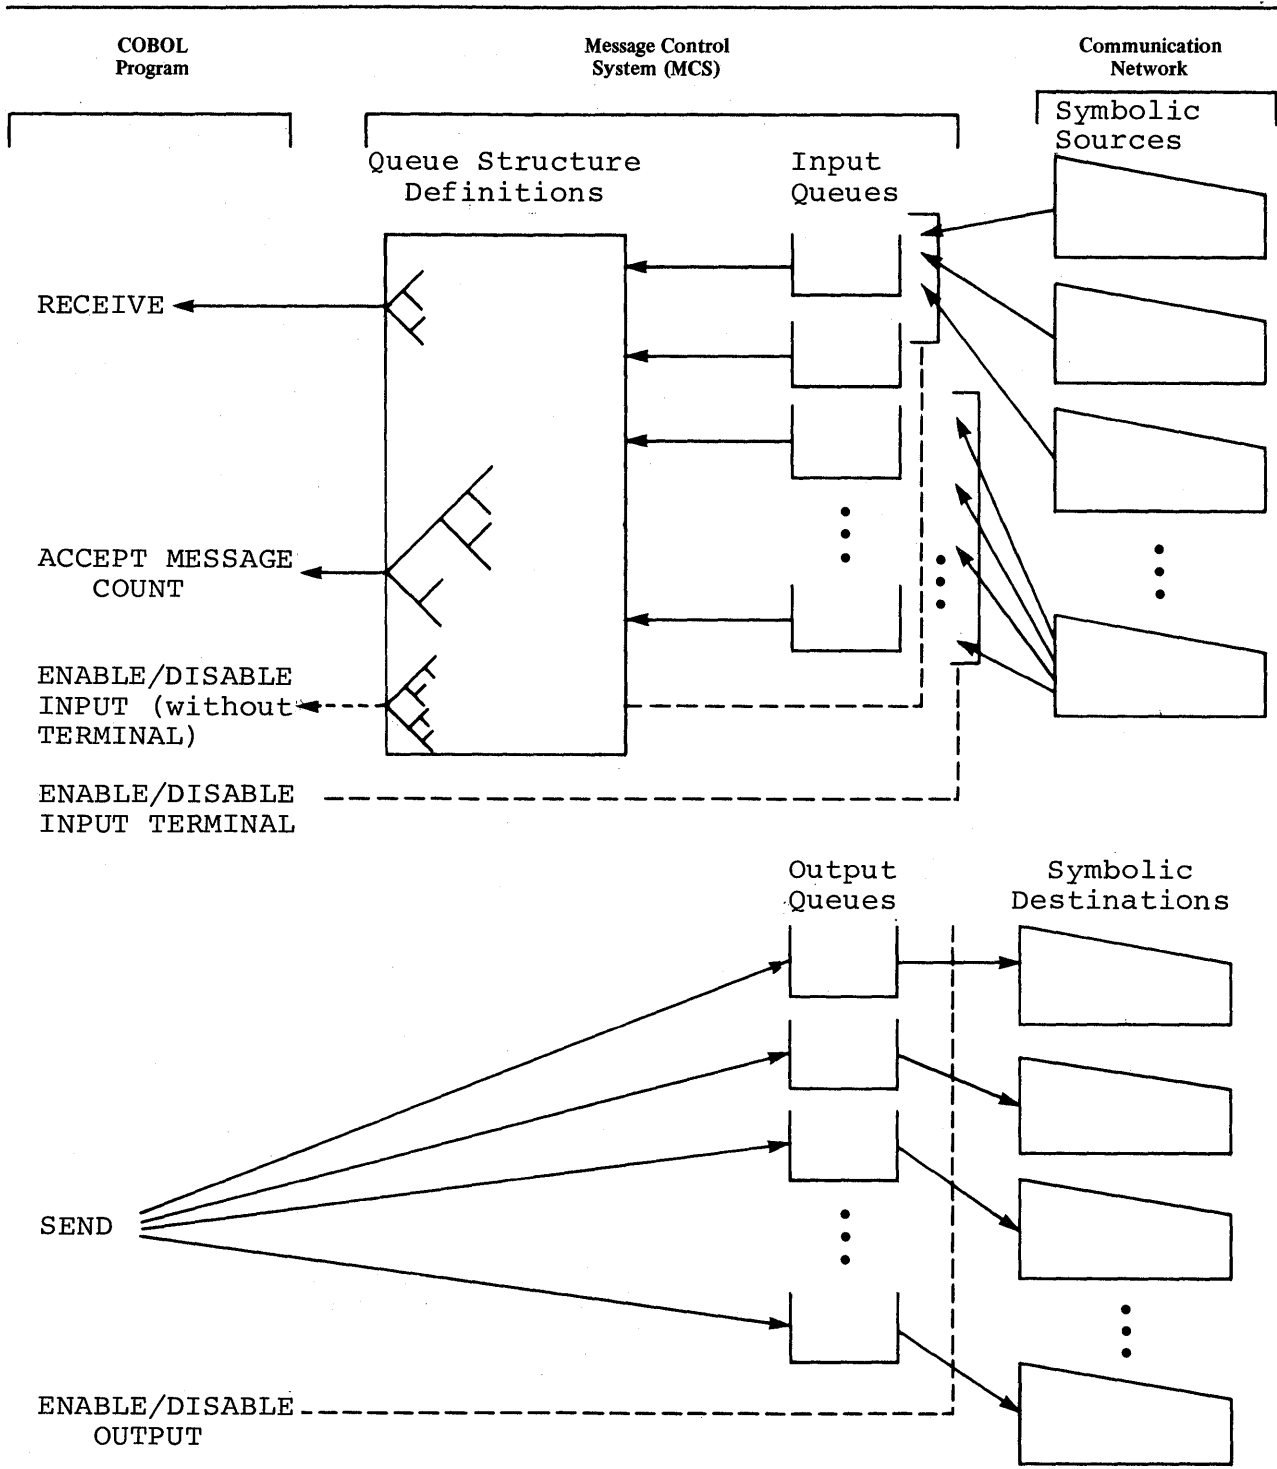 COBOL
Program
Message Control
System (MCS)
Communication
Network
Symbolic
Sources
Queue Structure
Definitions
Input
Queues
RECEIVE
ACCEPT MESSAGE
COUNT
ENABLE/DISABLE
INPUT (without
TERMINAL)
ENABLE/DISABLE
INPUT TERMINAL
Output
Queues
Symbolic
Destinations
SEND
ENABLE/DISABLE
OUTPUT